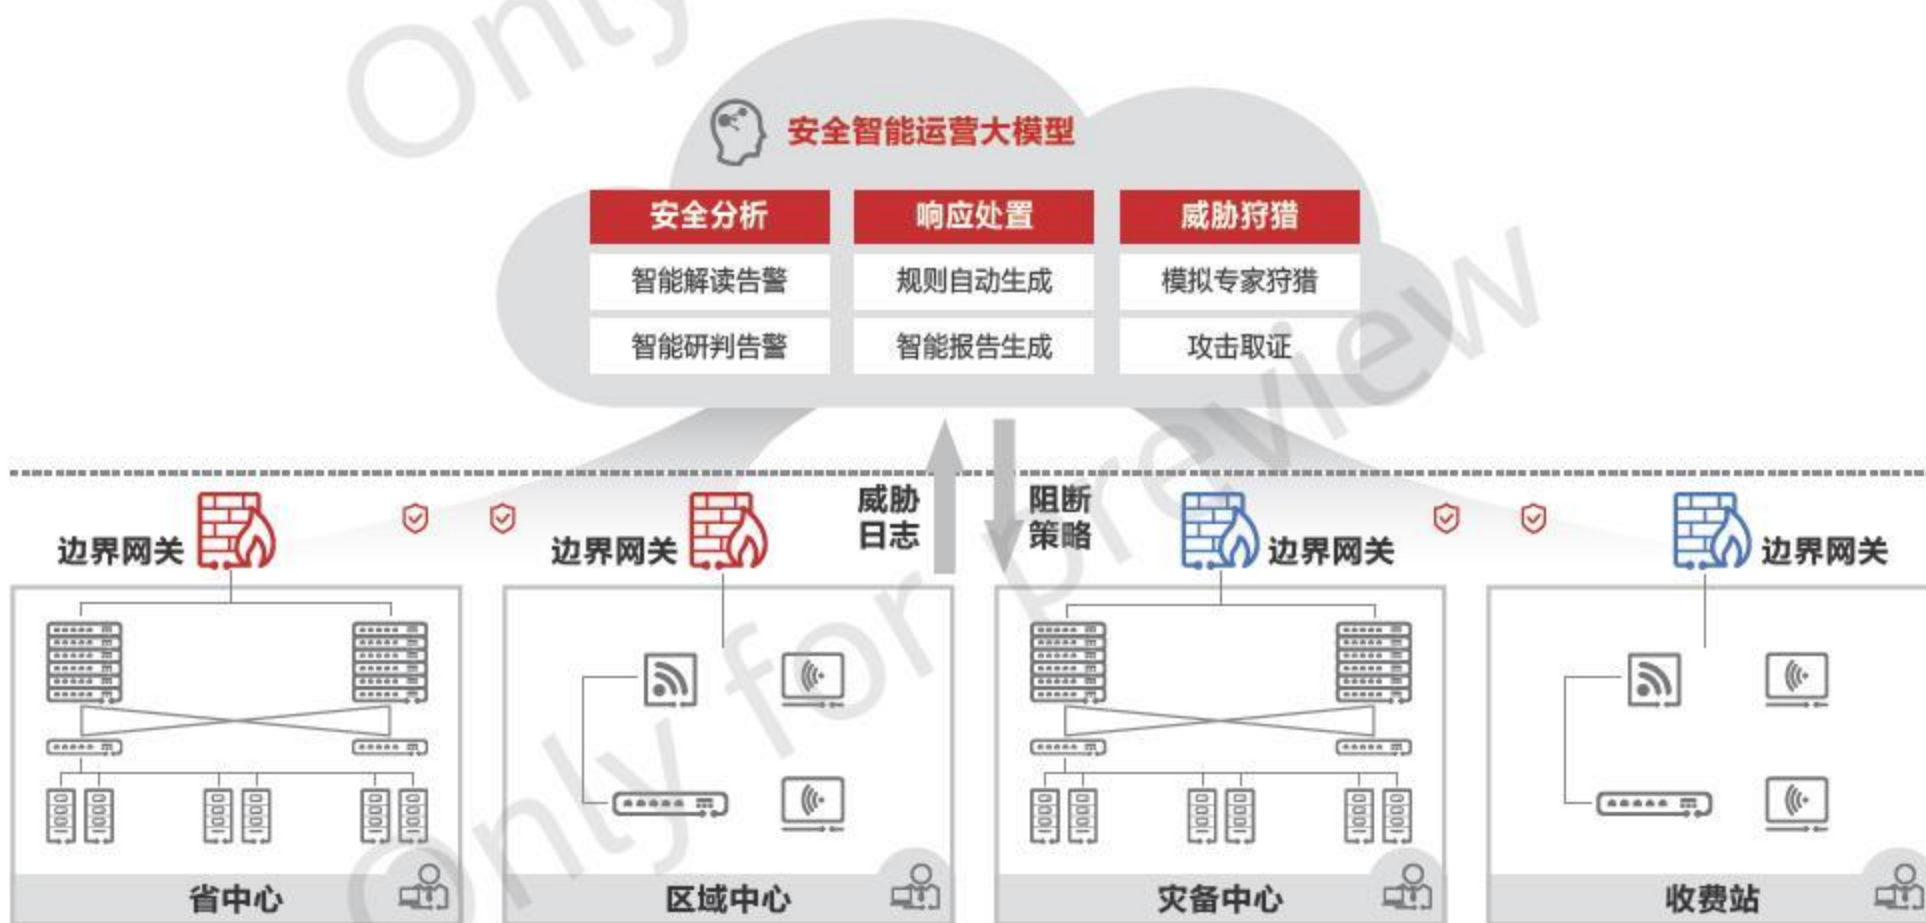 Only
安全智能运营大模型
安全分析 响应处置 威胁狩猎
智能解读告警 规则自动生成 模拟专家狩猎
智能研判告警 智能报告生成 攻击取证
Only for preview
威胁
日志
阻断
策略
边界网关 边界网关 边界网关 边界网关
省中心 区域中心 灾备中心 收费站